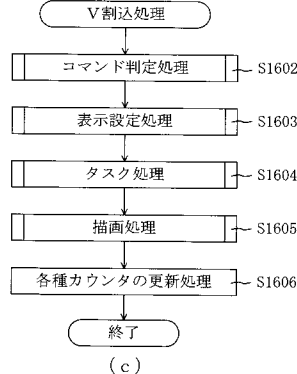 V割込処理
コマンド判定処理
S1602
表示設定処理
S1603
タスク処理
S1604
描画処理
S1605
各種カウンタの更新処理
S1606
終了
(c)